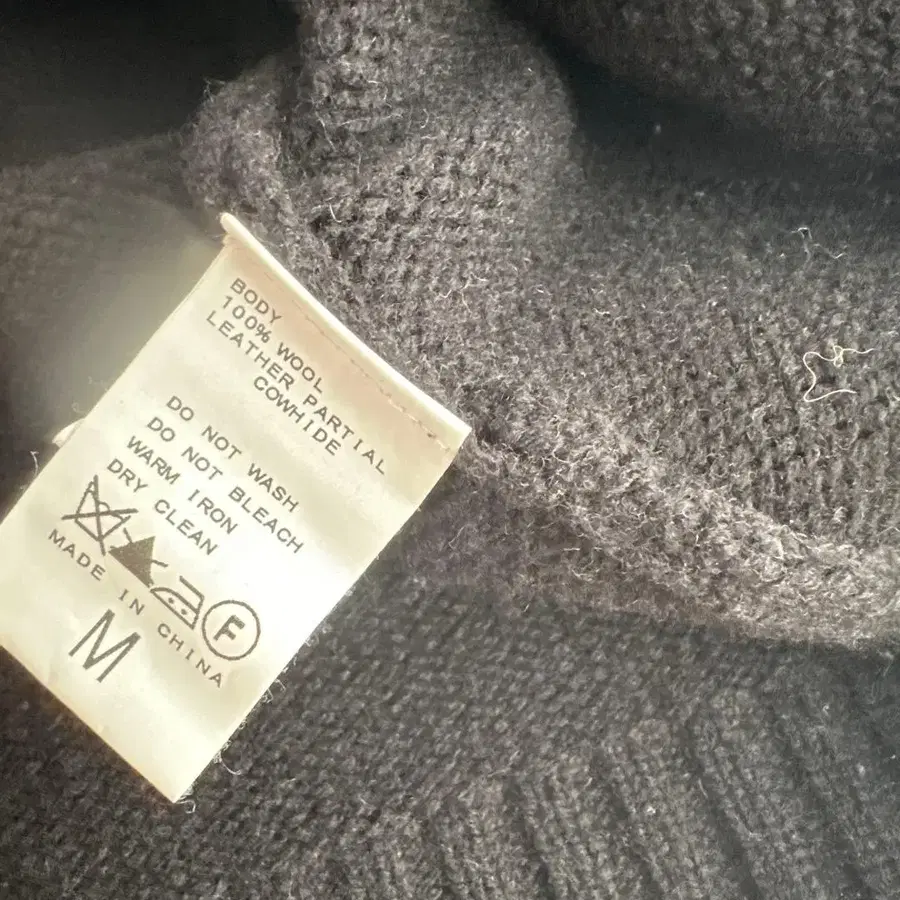 BODY
100% WOOL
LEATHER PARTIAL
COWHIDE
DO NOT WASH
DO NOT BLEACH
WARM IRON
DRY CLEAN
F
MADE IN CHINA
M